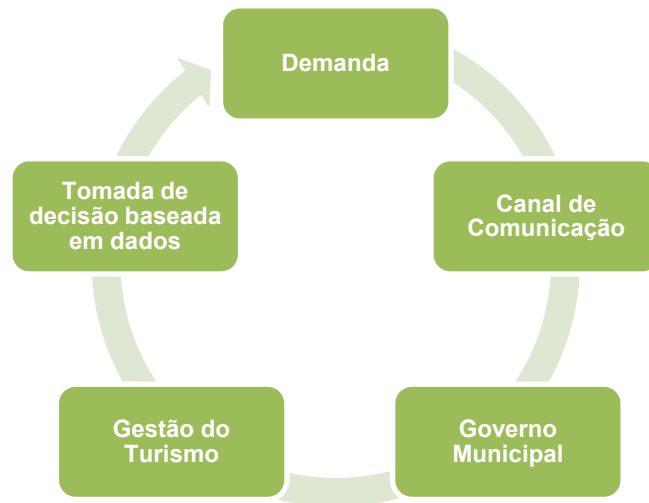 Demanda
Canal de
Comunicação
Governo
Municipal
Gestão do
Turismo
Tomada de
decisão baseada
em dados